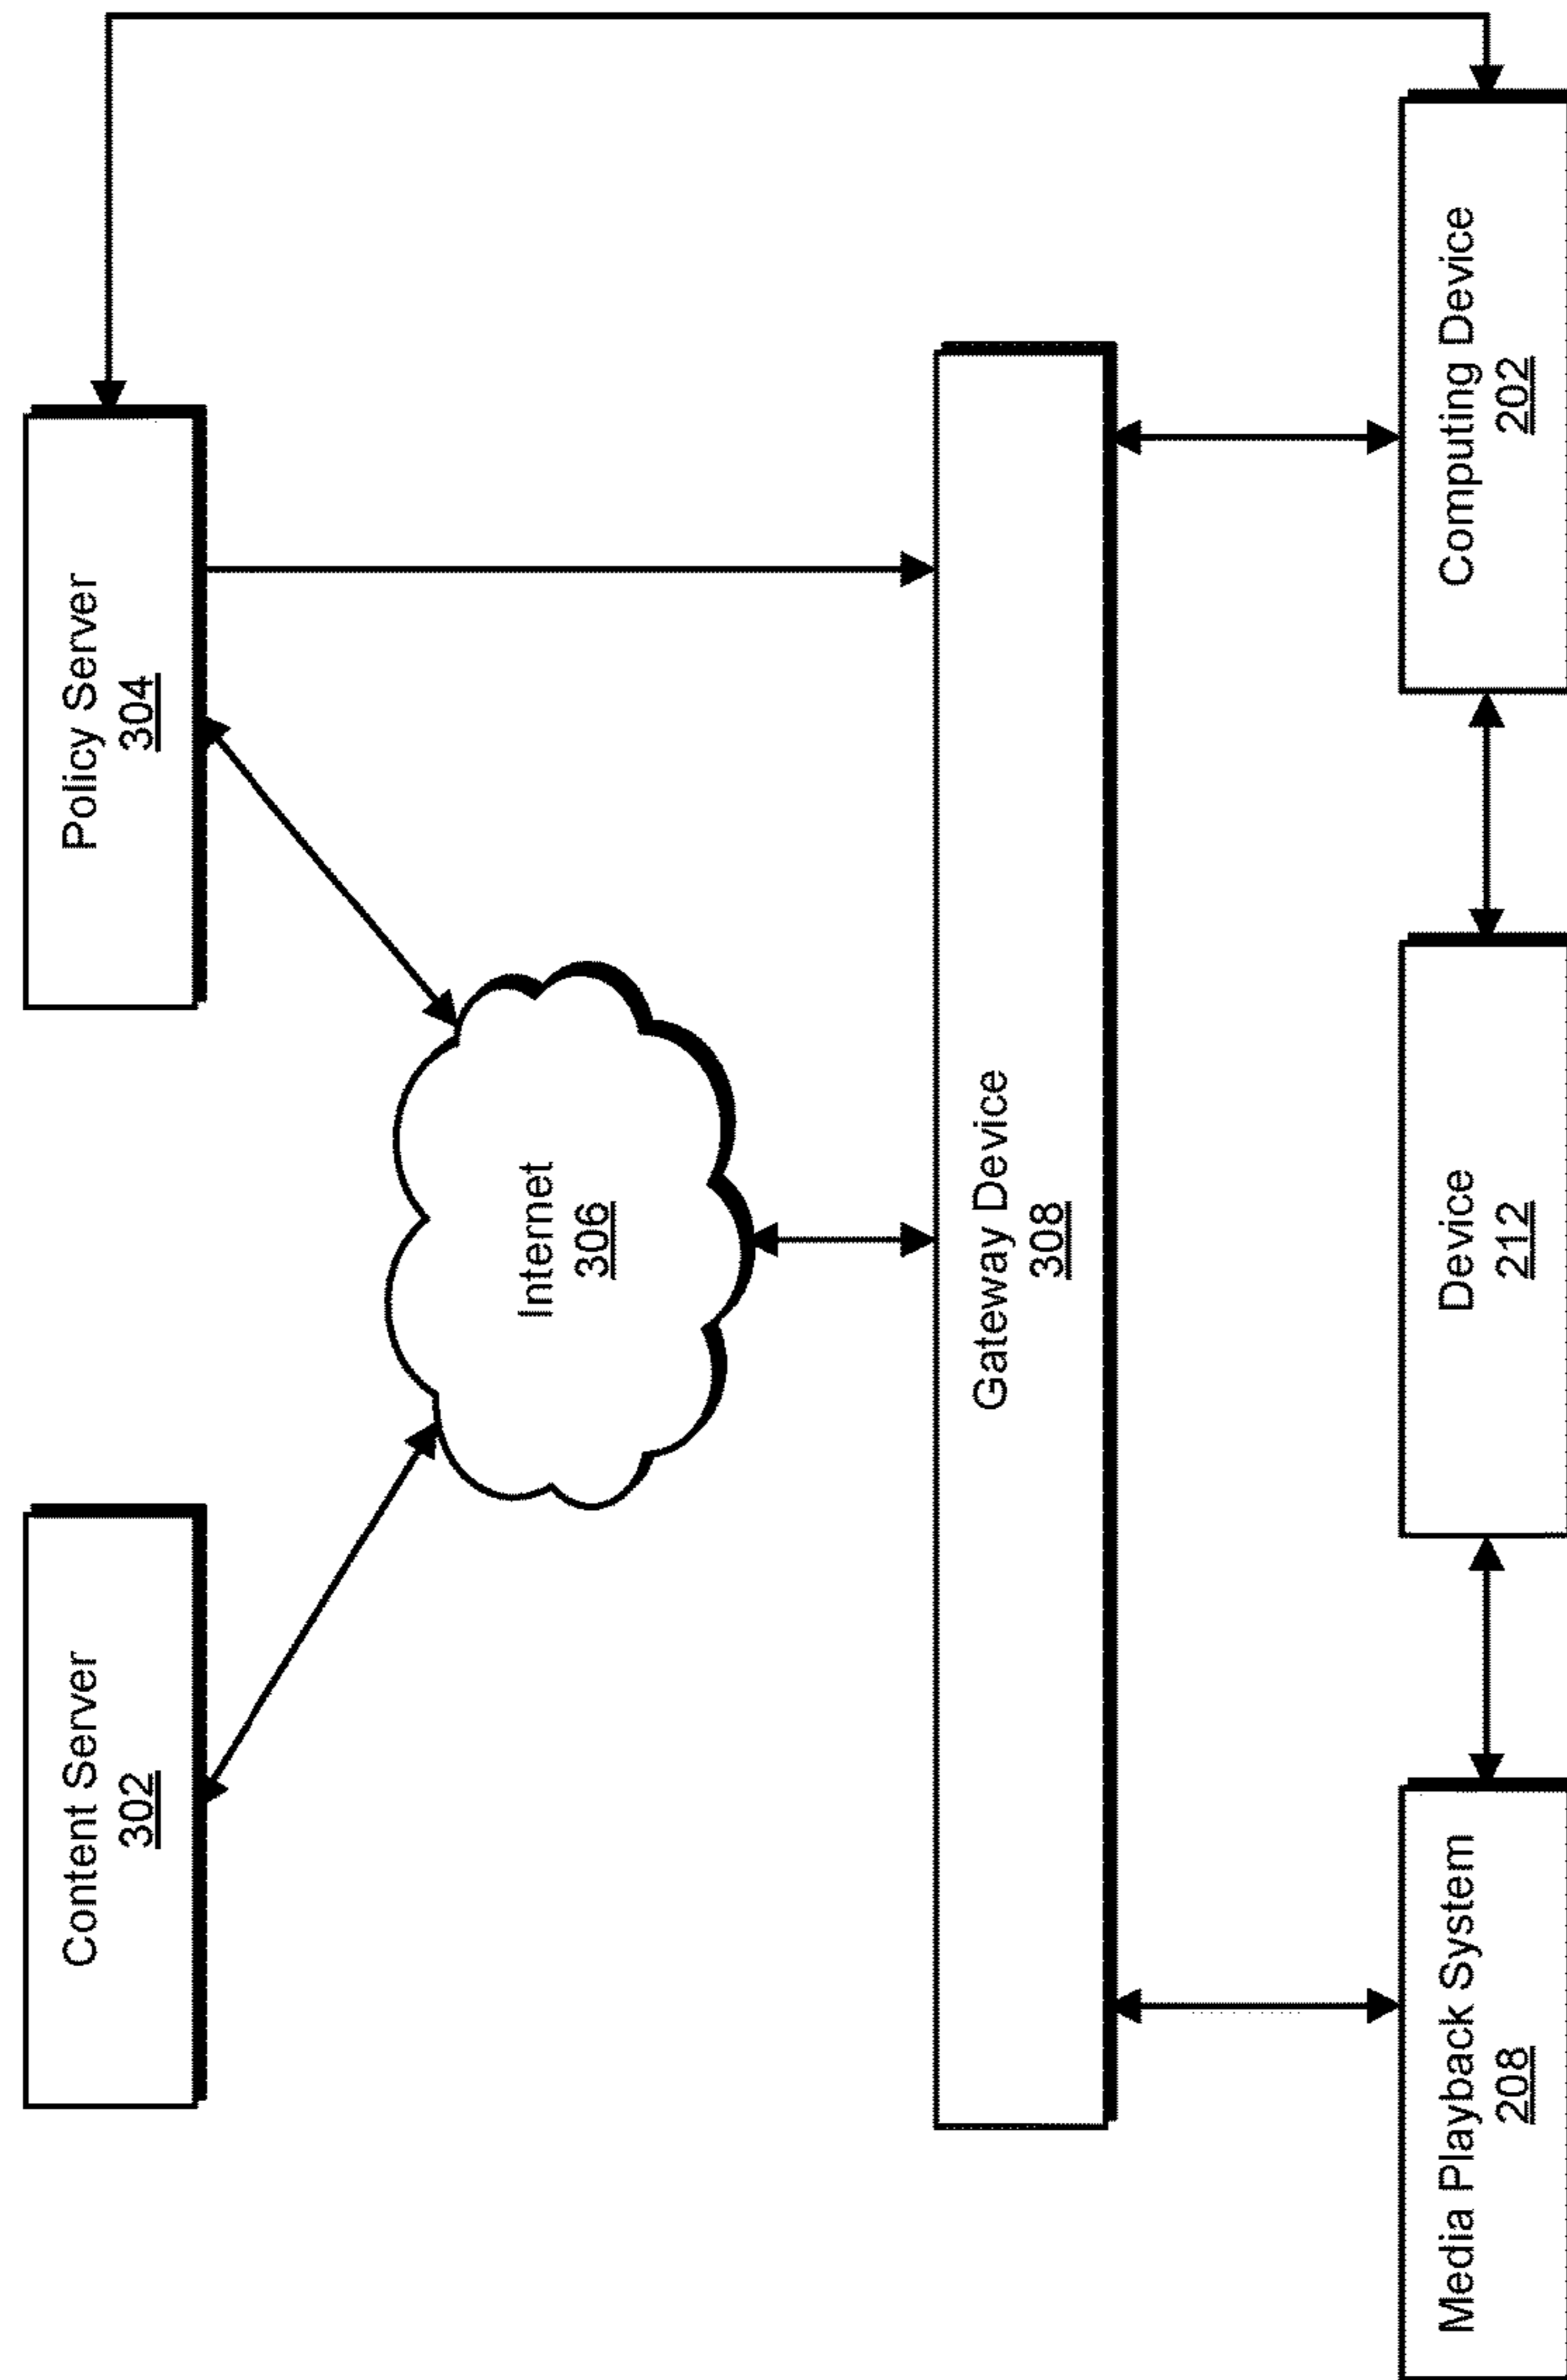 Content Server
302
Policy Server
304
Internet
306
Gateway Device
308
Media Playback System
208
Device
212
Computing Device
202